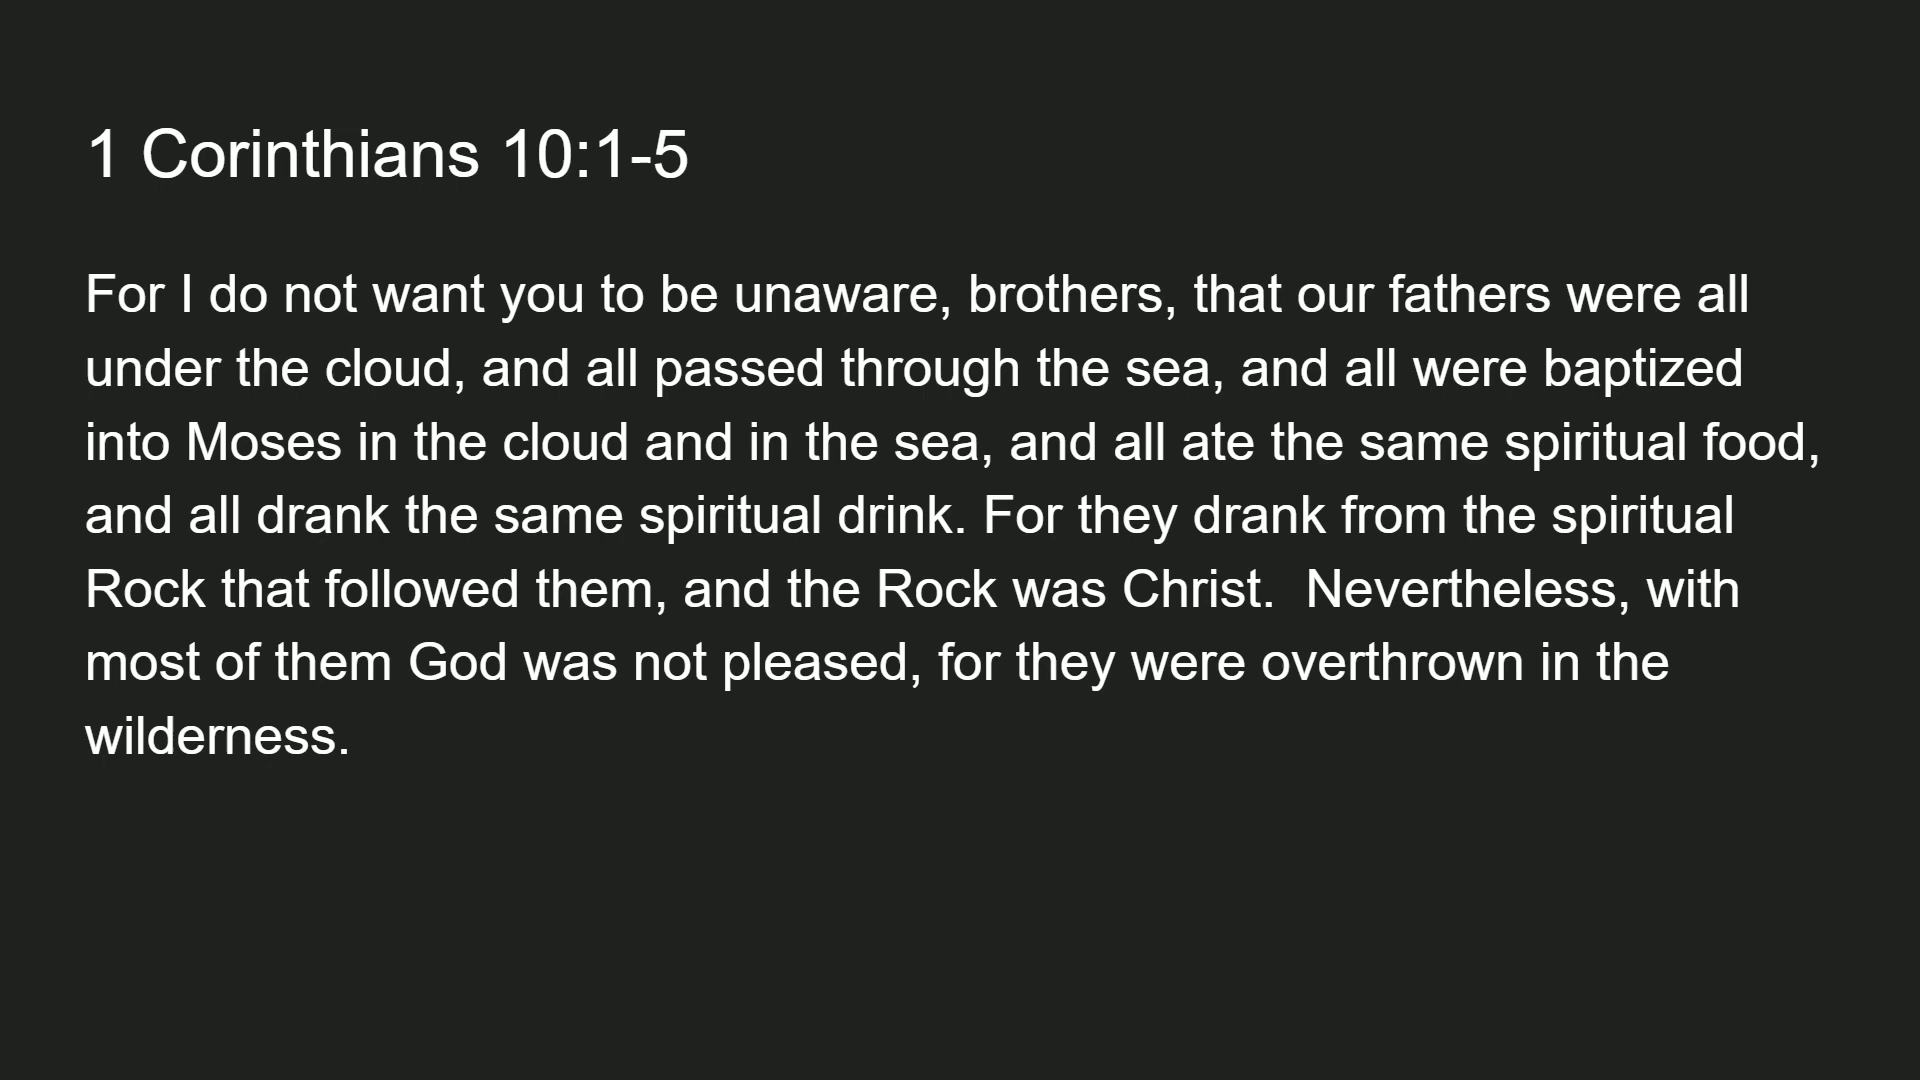 1 Corinthians 10:1-5
For I do not want you to be unaware, brothers, that our fathers were all
under the cloud, and all passed through the sea, and all were baptized
into Moses in the cloud and in the sea, and all ate the same spiritual food,
and all drank the same spiritual drink. For they drank from the spiritual
Rock that followed them, and the Rock was Christ.  Nevertheless, with
most of them God was not pleased, for they were overthrown in the
wilderness.